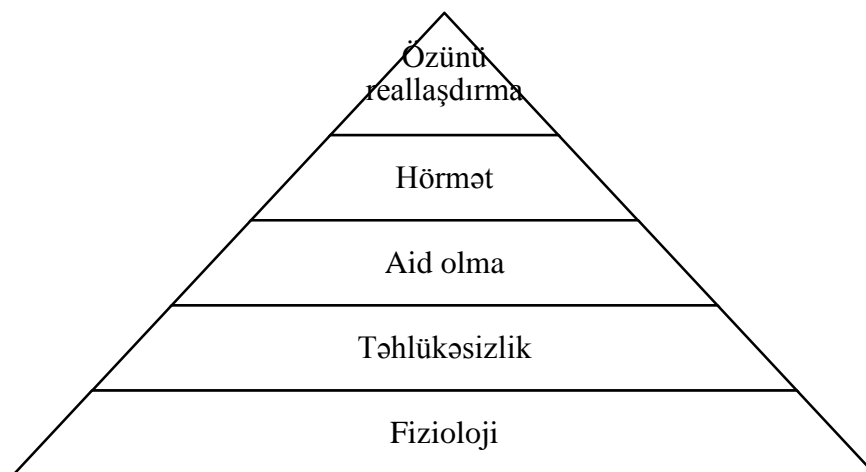 Özünü
reallaşdırma
Hörmət
Aid olma
Təhlükəsizlik
Fizioloji